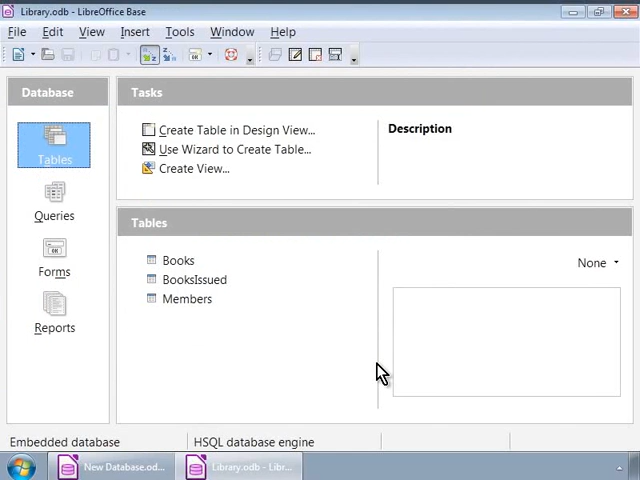 Library.odb - LibreOffice Base
File Edit View Insert Tools Window Help
Database
Tables
Queries
Forms
Reports
Tasks
Create Table in Design View...
Use Wizard to Create Table...
Create View...
Description
Tables
Books
BooksIssued
Members
None
Embedded database
HSQL database engine
New Database.od...
Library.odb - Libr...